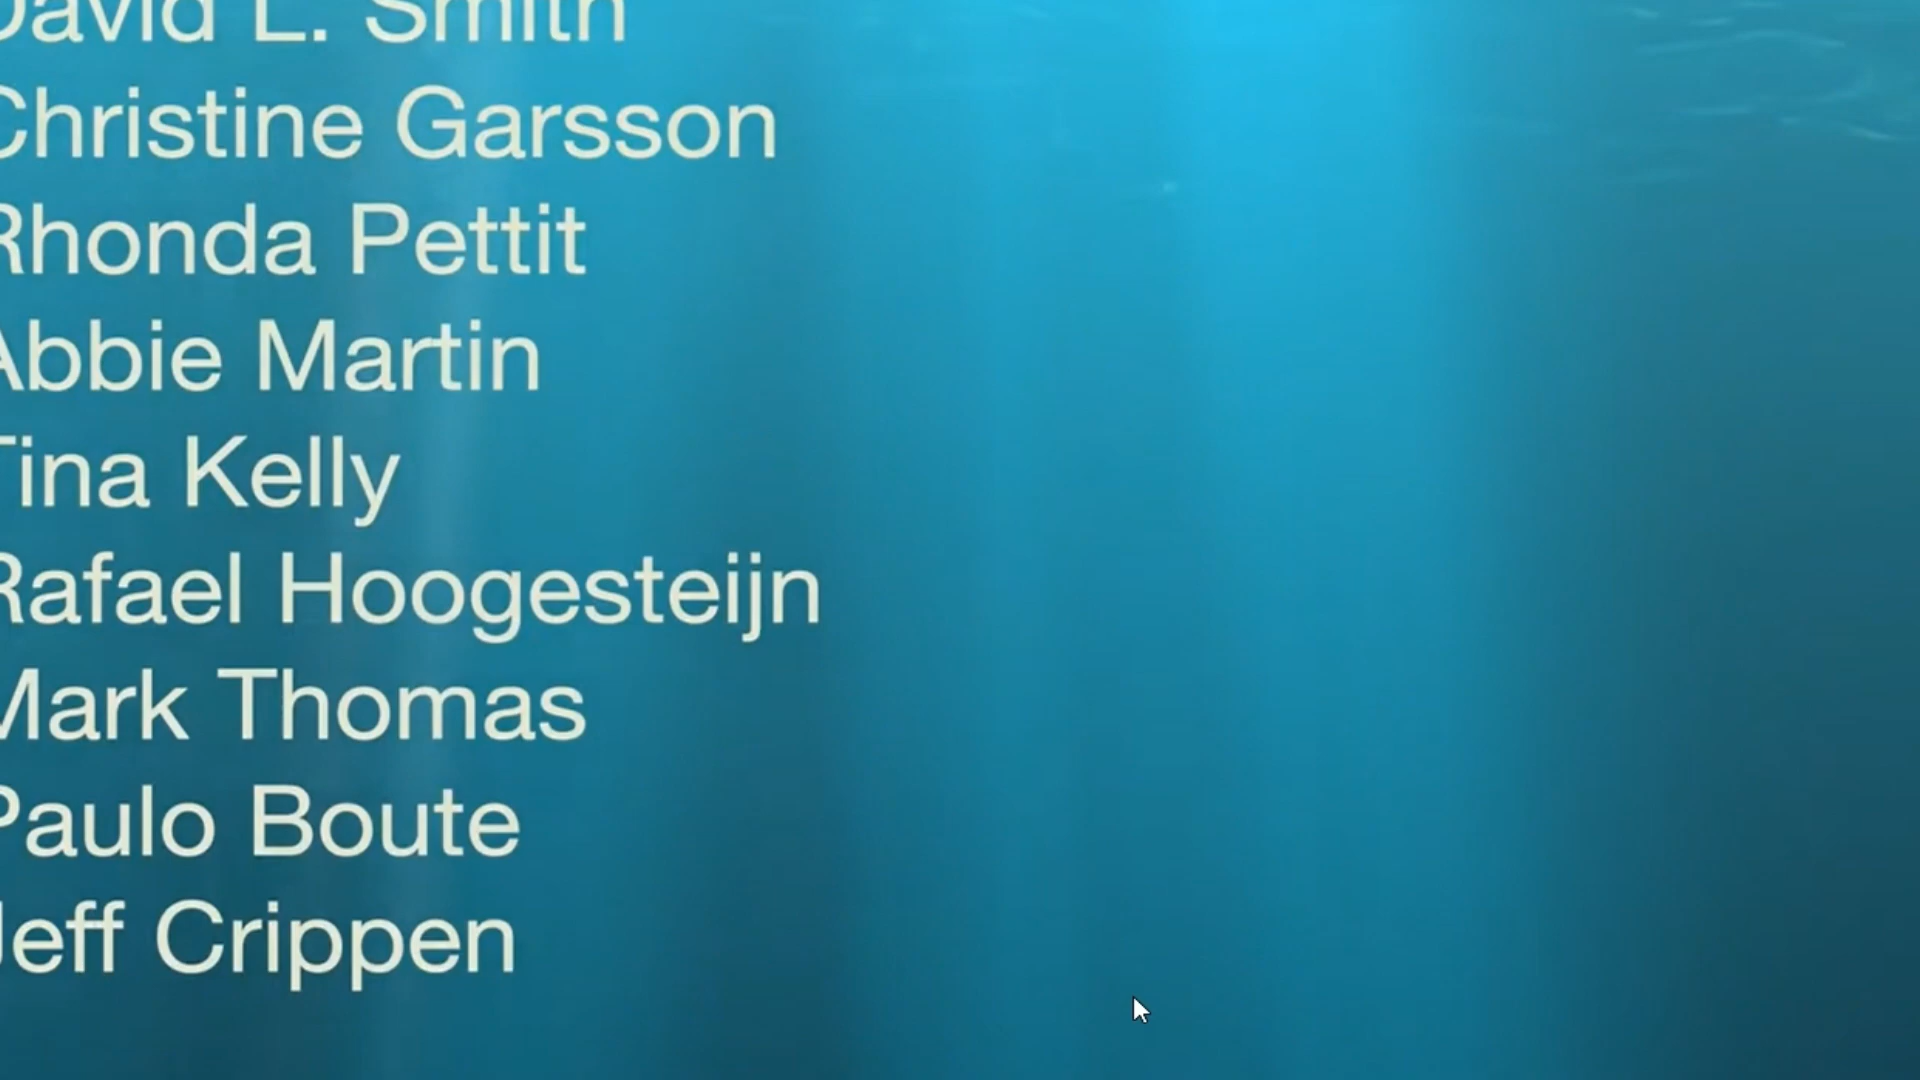 David L. Smith
Christine Garsson
Rhonda Pettit
Abbie Martin
Tina Kelly
Rafael Hoogesteijn
Mark Thomas
Paulo Boute
Jeff Crippen